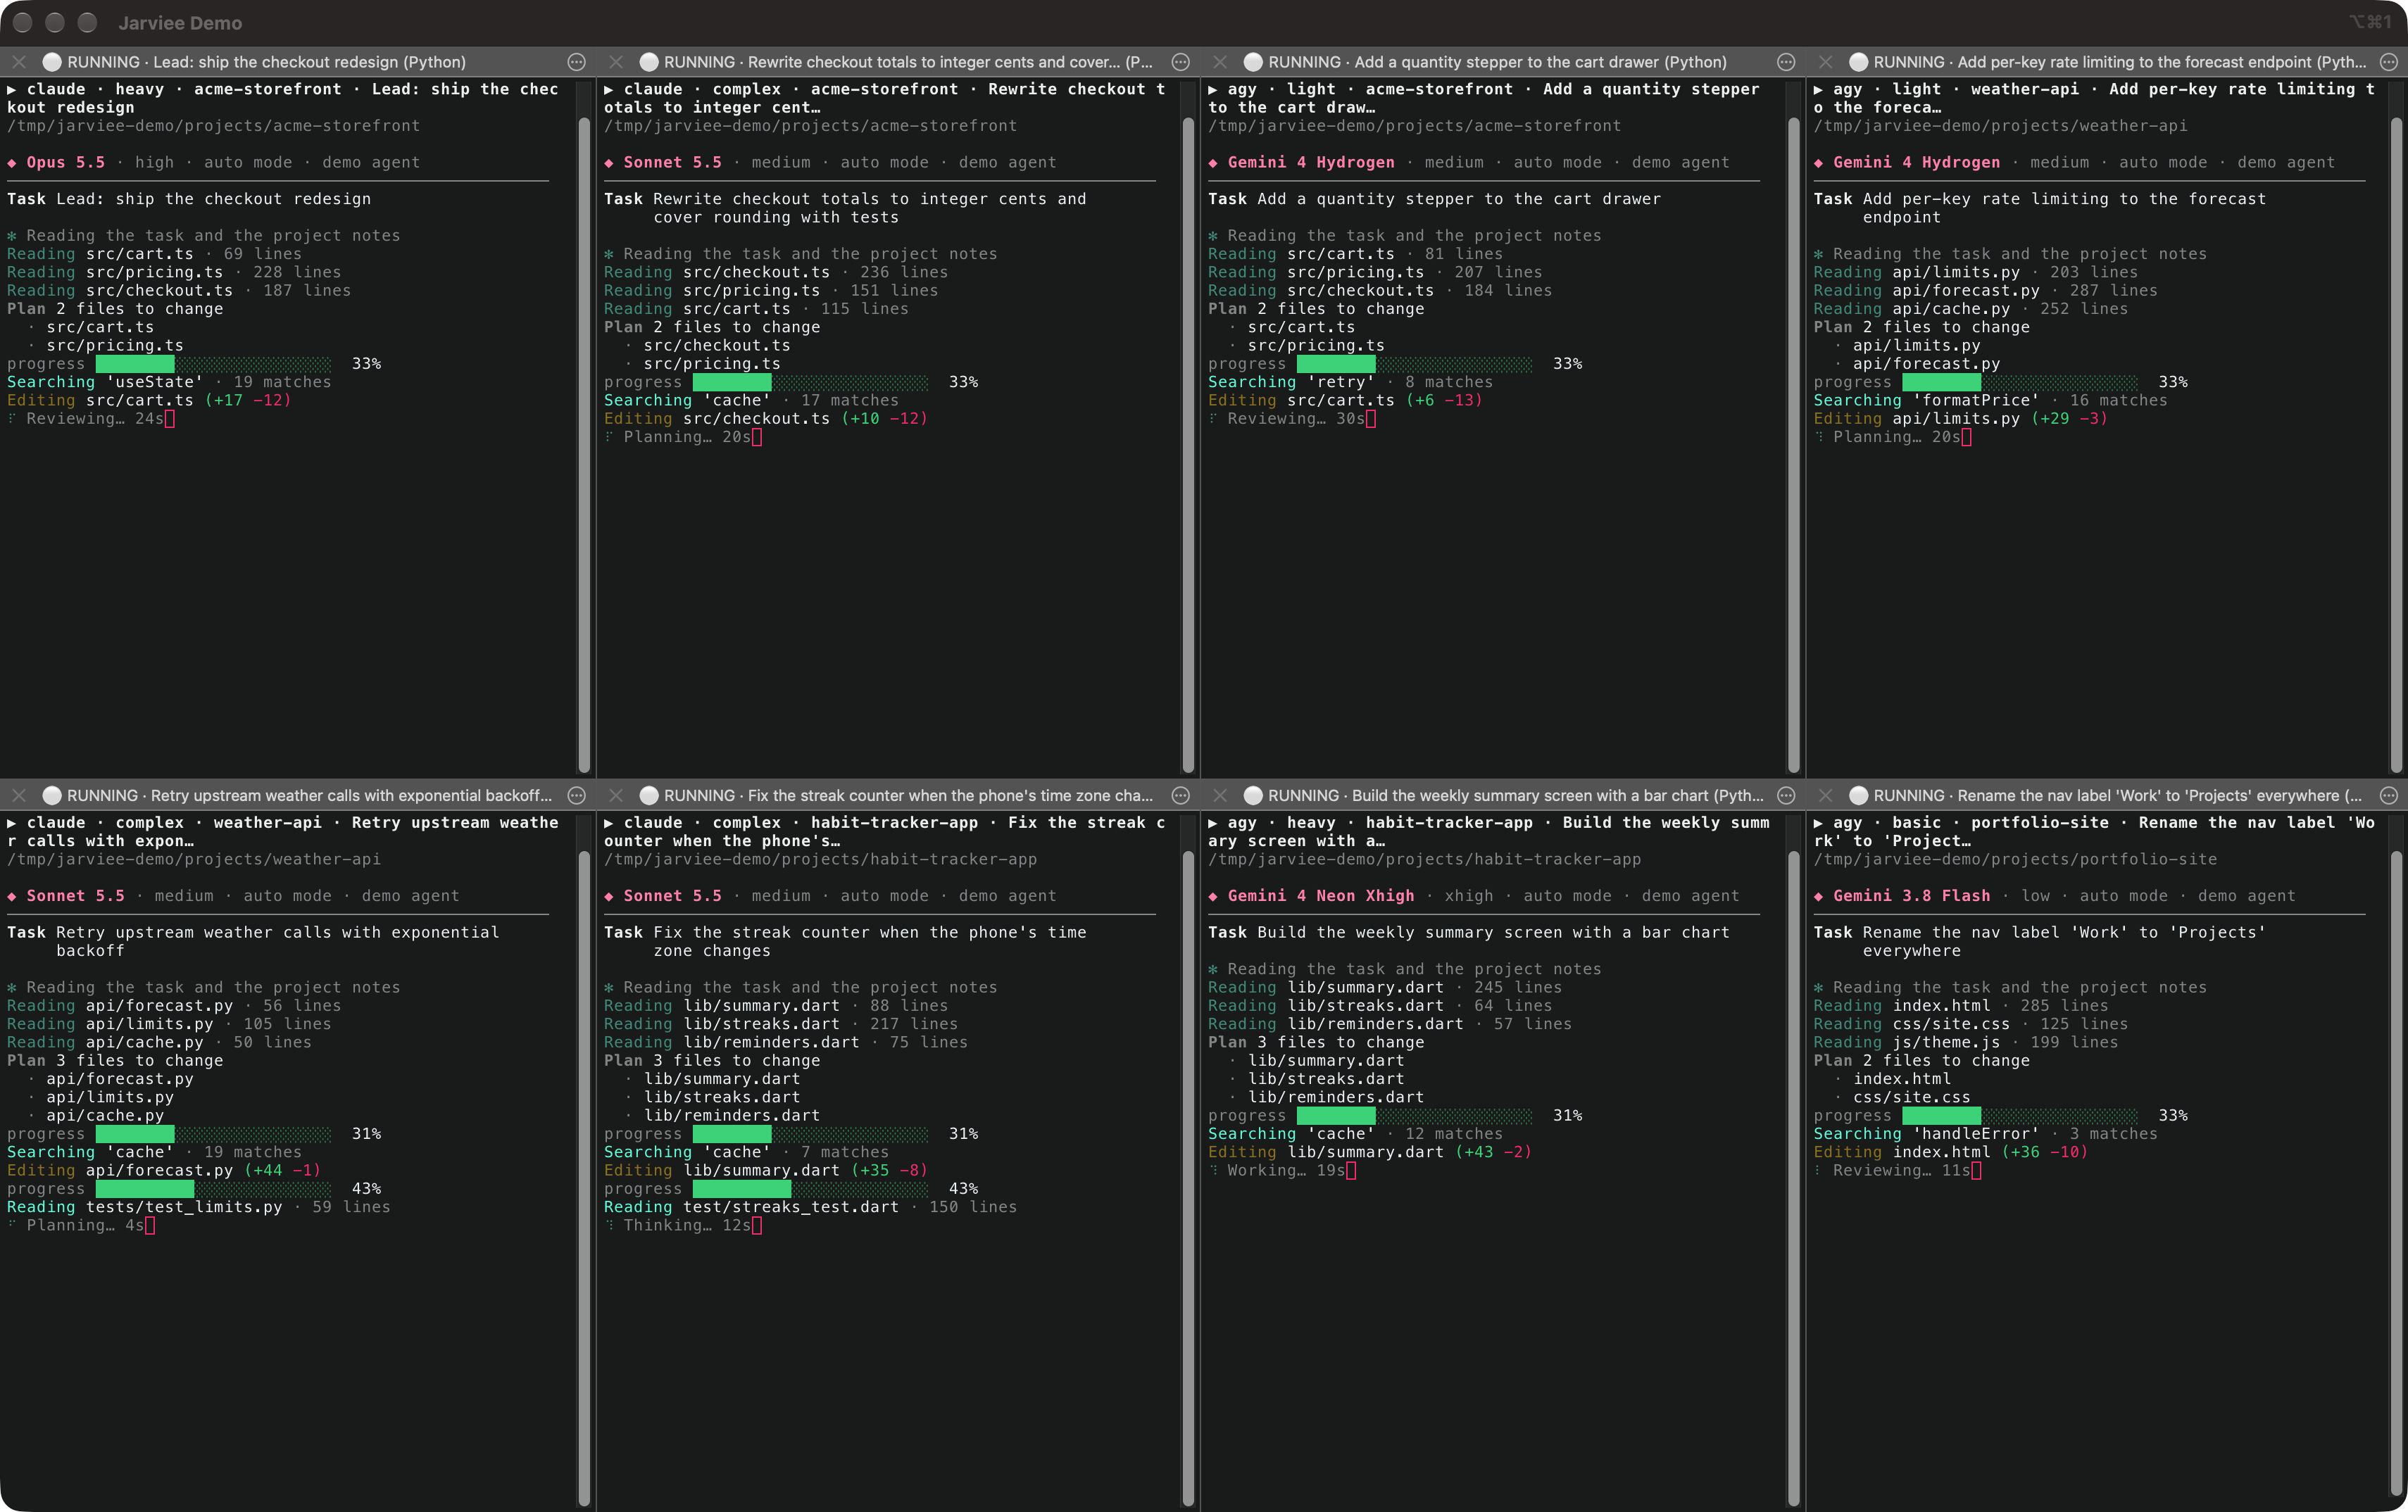 Jarviee Demo
⌥⌘1
RUNNING · Lead: ship the checkout redesign (Python)
▶ claude · heavy · acme-storefront · Lead: ship the chec
kout redesign
/tmp/jarviee-demo/projects/acme-storefront
◆ Opus 5.5 · high · auto mode · demo agent
Task Lead: ship the checkout redesign
✻ Reading the task and the project notes
Reading src/cart.ts · 69 lines
Reading src/pricing.ts · 228 lines
Reading src/checkout.ts · 187 lines
Plan 2 files to change
· src/cart.ts
· src/pricing.ts
progress 33%
Searching 'useState' · 19 matches
Editing src/cart.ts (+17 −12)
Reviewing… 24s
RUNNING · Rewrite checkout totals to integer cents and cover... (P...
▶ claude · complex · acme-storefront · Rewrite checkout t
otals to integer cent…
/tmp/jarviee-demo/projects/acme-storefront
◆ Sonnet 5.5 · medium · auto mode · demo agent
Task Rewrite checkout totals to integer cents and
cover rounding with tests
✻ Reading the task and the project notes
Reading src/checkout.ts · 236 lines
Reading src/pricing.ts · 151 lines
Reading src/cart.ts · 115 lines
Plan 2 files to change
· src/checkout.ts
· src/pricing.ts
progress 33%
Searching 'cache' · 17 matches
Editing src/checkout.ts (+10 −12)
Planning… 20s
RUNNING · Add a quantity stepper to the cart drawer (Python)
▶ agy · light · acme-storefront · Add a quantity stepper
to the cart draw…
/tmp/jarviee-demo/projects/acme-storefront
◆ Gemini 4 Hydrogen · medium · auto mode · demo agent
Task Add a quantity stepper to the cart drawer
✻ Reading the task and the project notes
Reading src/cart.ts · 81 lines
Reading src/pricing.ts · 207 lines
Reading src/checkout.ts · 184 lines
Plan 2 files to change
· src/cart.ts
· src/pricing.ts
progress 33%
Searching 'retry' · 8 matches
Editing src/cart.ts (+6 −13)
Reviewing… 30s
RUNNING · Add per-key rate limiting to the forecast endpoint (Pyth...
▶ agy · light · weather-api · Add per-key rate limiting t
o the foreca…
/tmp/jarviee-demo/projects/weather-api
◆ Gemini 4 Hydrogen · medium · auto mode · demo agent
Task Add per-key rate limiting to the forecast
endpoint
✻ Reading the task and the project notes
Reading api/limits.py · 203 lines
Reading api/forecast.py · 287 lines
Reading api/cache.py · 252 lines
Plan 2 files to change
· api/limits.py
· api/forecast.py
progress 33%
Searching 'formatPrice' · 16 matches
Editing api/limits.py (+29 −3)
Planning… 20s
RUNNING · Retry upstream weather calls with exponential backoff...
▶ claude · complex · weather-api · Retry upstream weathe
r calls with expon…
/tmp/jarviee-demo/projects/weather-api
◆ Sonnet 5.5 · medium · auto mode · demo agent
Task Retry upstream weather calls with exponential
backoff
✻ Reading the task and the project notes
Reading api/forecast.py · 56 lines
Reading api/limits.py · 105 lines
Reading api/cache.py · 50 lines
Plan 3 files to change
· api/forecast.py
· api/limits.py
· api/cache.py
progress 31%
Searching 'cache' · 19 matches
Editing api/forecast.py (+44 −1)
progress 43%
Reading tests/test_limits.py · 59 lines
Planning… 4s
RUNNING · Fix the streak counter when the phone's time zone cha...
▶ claude · complex · habit-tracker-app · Fix the streak c
ounter when the phone's…
/tmp/jarviee-demo/projects/habit-tracker-app
◆ Sonnet 5.5 · medium · auto mode · demo agent
Task Fix the streak counter when the phone's time
zone changes
✻ Reading the task and the project notes
Reading lib/summary.dart · 88 lines
Reading lib/streaks.dart · 217 lines
Reading lib/reminders.dart · 75 lines
Plan 3 files to change
· lib/summary.dart
· lib/streaks.dart
· lib/reminders.dart
progress 31%
Searching 'cache' · 7 matches
Editing lib/summary.dart (+35 −8)
progress 43%
Reading test/streaks_test.dart · 150 lines
Thinking… 12s
RUNNING · Build the weekly summary screen with a bar chart (Pyth...
▶ agy · heavy · habit-tracker-app · Build the weekly summ
ary screen with a…
/tmp/jarviee-demo/projects/habit-tracker-app
◆ Gemini 4 Neon Xhigh · xhigh · auto mode · demo agent
Task Build the weekly summary screen with a bar chart
✻ Reading the task and the project notes
Reading lib/summary.dart · 245 lines
Reading lib/streaks.dart · 64 lines
Reading lib/reminders.dart · 57 lines
Plan 3 files to change
· lib/summary.dart
· lib/streaks.dart
· lib/reminders.dart
progress 31%
Searching 'cache' · 12 matches
Editing lib/summary.dart (+43 −2)
Working… 19s
RUNNING · Rename the nav label 'Work' to 'Projects' everywhere (...
▶ agy · basic · portfolio-site · Rename the nav label 'Wo
rk' to 'Project…
/tmp/jarviee-demo/projects/portfolio-site
◆ Gemini 3.8 Flash · low · auto mode · demo agent
Task Rename the nav label 'Work' to 'Projects'
everywhere
✻ Reading the task and the project notes
Reading index.html · 285 lines
Reading css/site.css · 125 lines
Reading js/theme.js · 199 lines
Plan 2 files to change
· index.html
· css/site.css
progress 33%
Searching 'handleError' · 3 matches
Editing index.html (+36 −10)
Reviewing… 11s